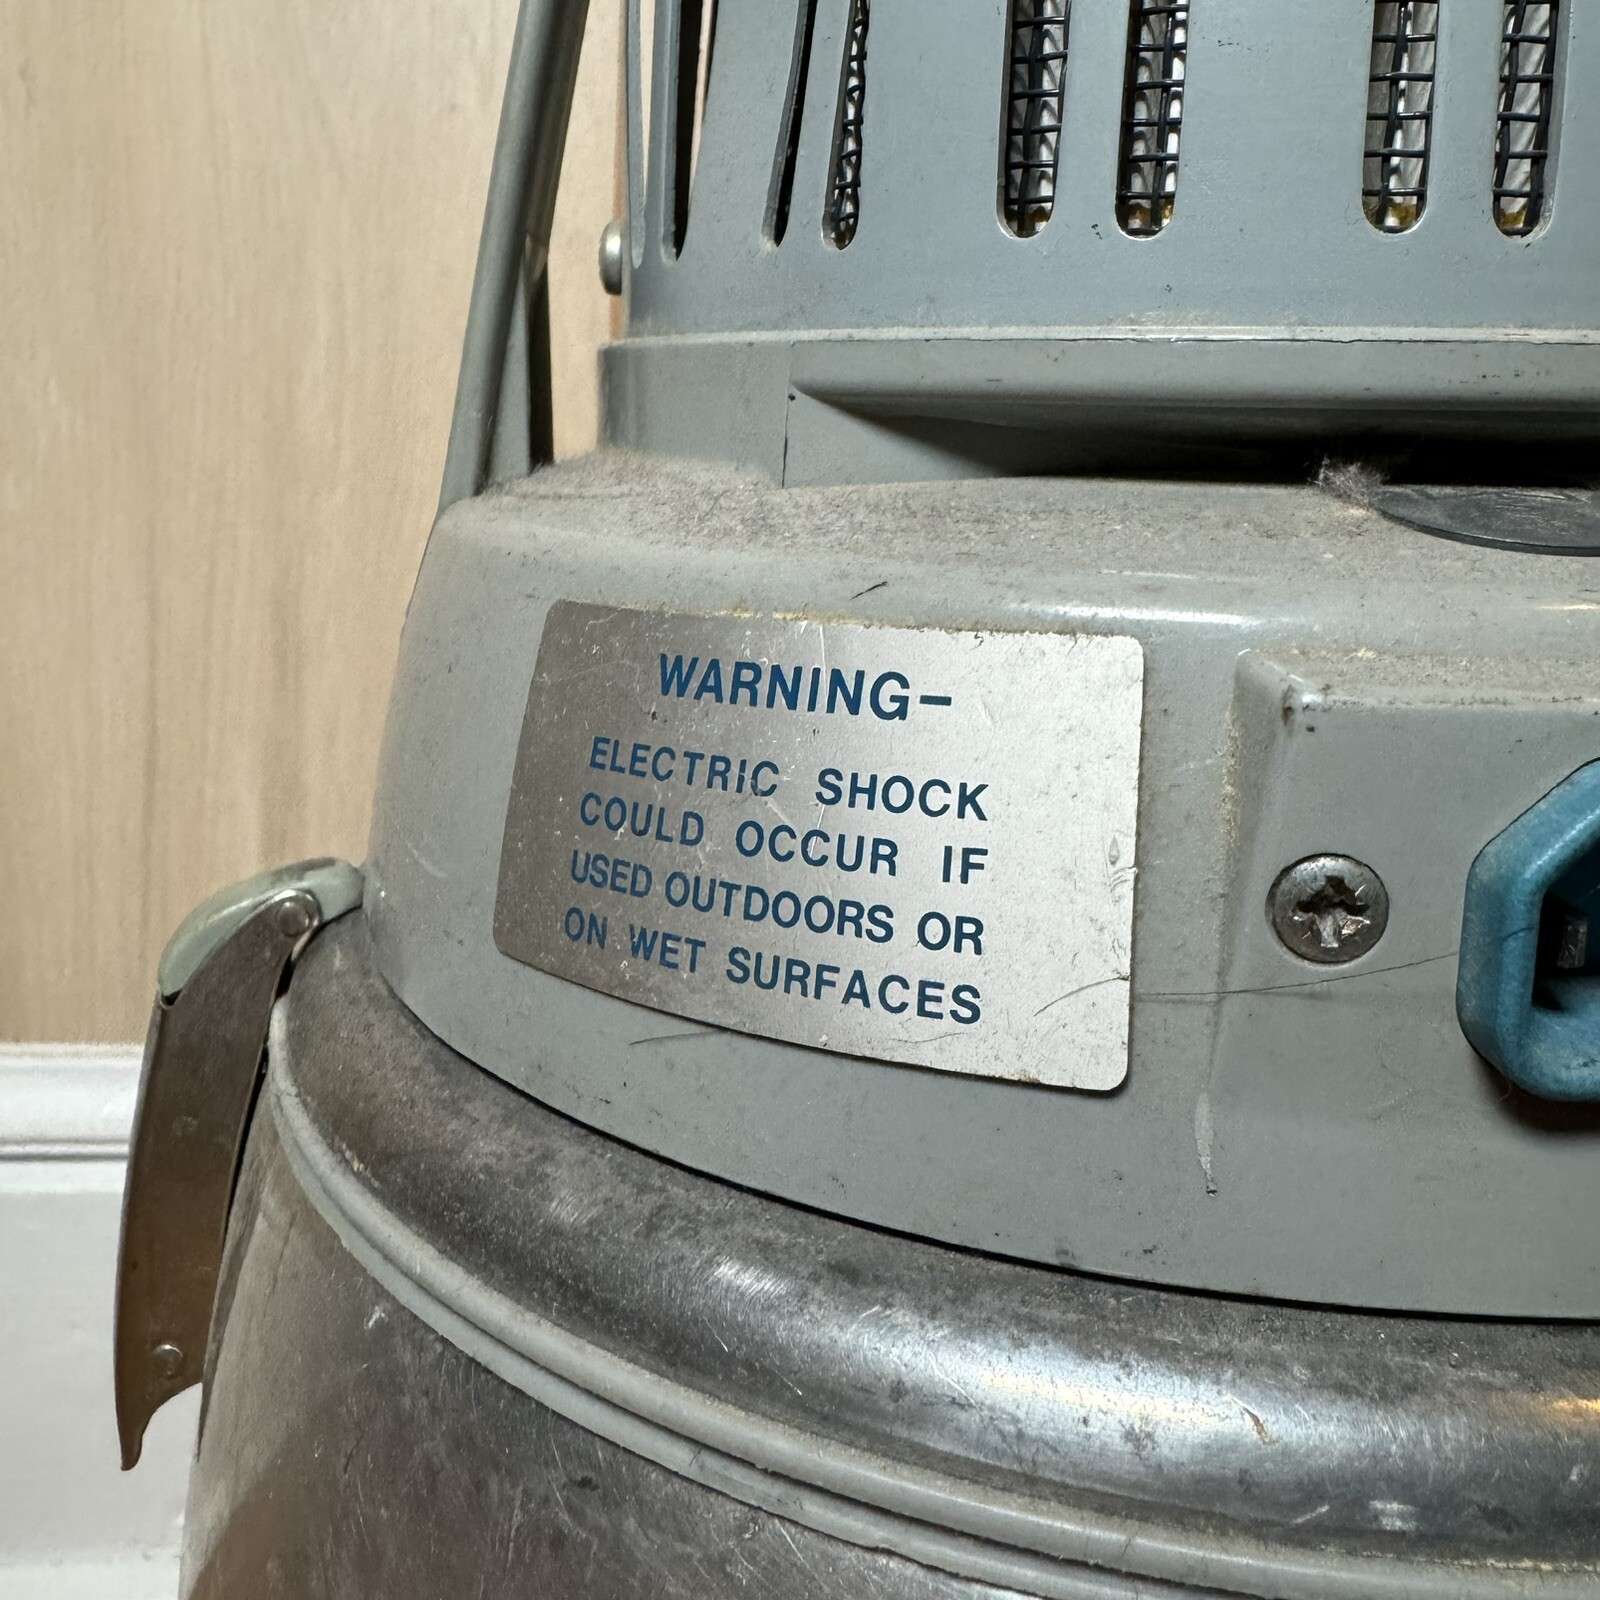 WARNING-
ELECTRIC SHOCK
COULD OCCUR IF
USED OUTDOORS OR
ON WET SURFACES